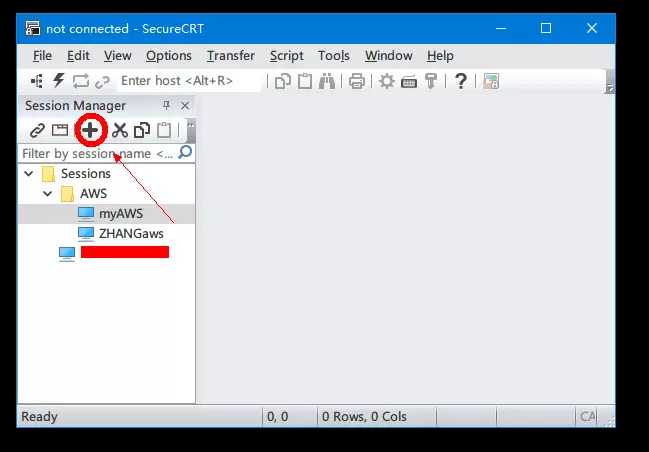 not connected - SecureCRT
File Edit View Options Transfer Script Tools Window Help
Enter host <Alt+R>
Session Manager
Filter by session name <...
Sessions
AWS
myAWS
ZHANGaws
Ready 0, 0 0 Rows, 0 Cols CA